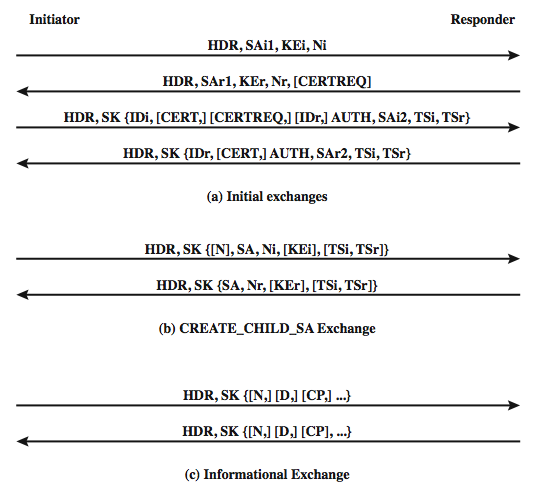 Initiator Responder
HDR, SAi1, KEi, Ni
HDR, SAr1, KEr, Nr, [CERTREQ]
HDR, SK {IDi, [CERT,] [CERTREQ,] [IDr,] AUTH, SAi2, TSi, TSr}
HDR, SK {IDr, [CERT,] AUTH, SAr2, TSi, TSr}
(a) Initial exchanges
HDR, SK {[N], SA, Ni, [KEi], [TSi, TSr]}
HDR, SK {SA, Nr, [KEr], [TSi, TSr]}
(b) CREATE_CHILD_SA Exchange
HDR, SK {[N,] [D,] [CP,] ...}
HDR, SK {[N,] [D,] [CP], ...}
(c) Informational Exchange